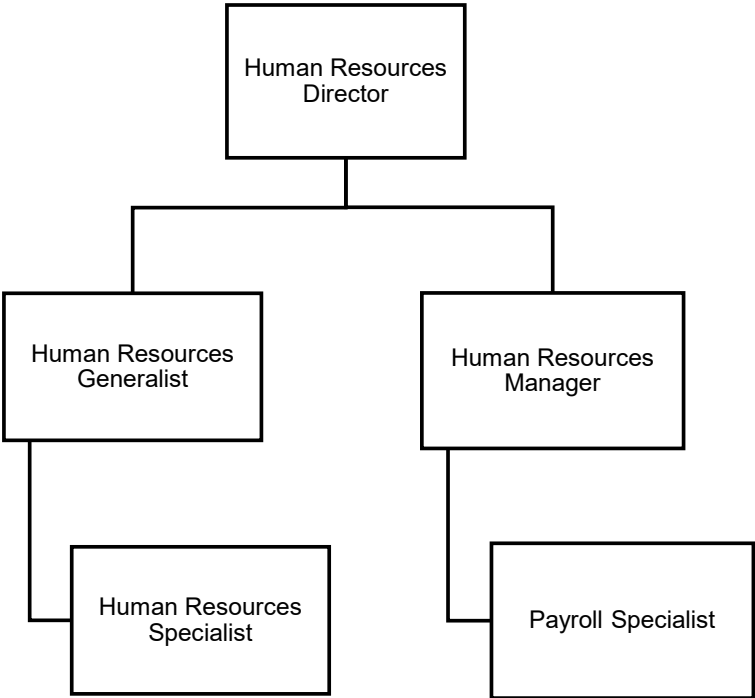 Human Resources
Director
Human Resources
Generalist
Human Resources
Manager
Human Resources
Specialist
Payroll Specialist